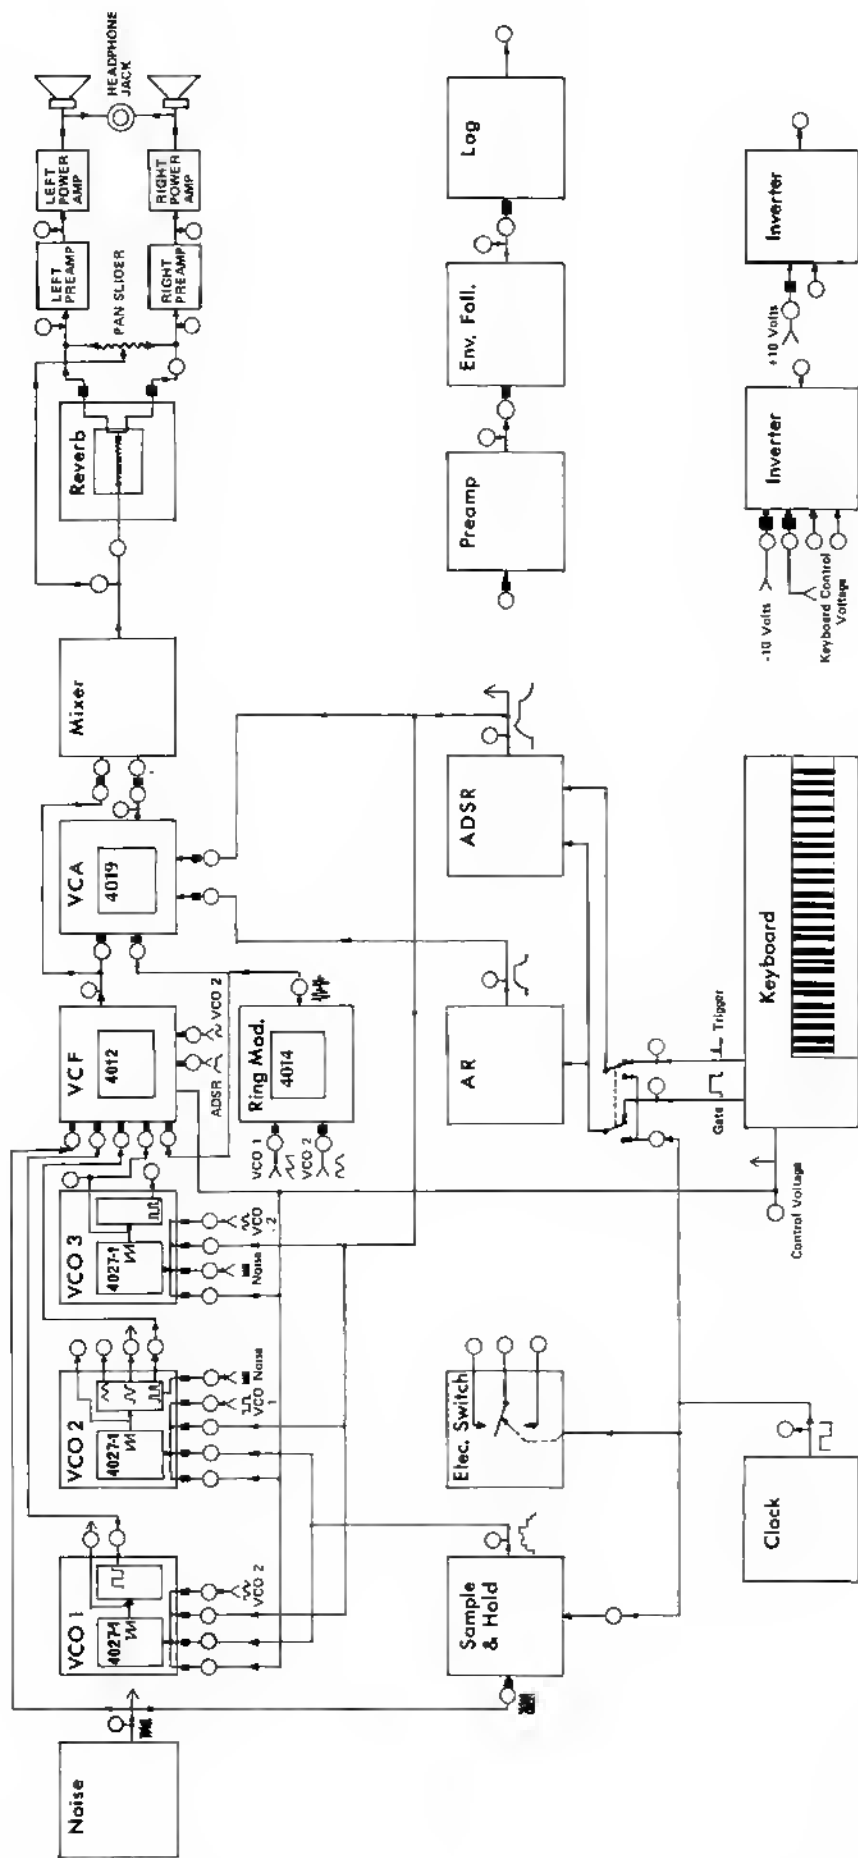 Noise
VCO 1
4027-1
VCO 2
VCO 2
4027-1
VCO
1
Noise
VCO 3
4027-1
Noise
VCO
2
VCF
4012
ADSR
VCO 2
VCA
4019
Mixer
Reverb
PAN SLIDER
LEFT
PREAMP
RIGHT
PREAMP
LEFT
POWER
AMP
RIGHT
POWER
AMP
HEADPHONE
JACK
Ring Mod.
4014
VCO 1
VCO 2
Sample
& Hold
Elec. Switch
AR
ADSR
Preamp
Env. Foll.
Lag
Clock
Control Voltage
Gate
Trigger
Keyboard
-10 Volts
Keyboard Control
Voltage
Inverter
+10 Volts
Inverter